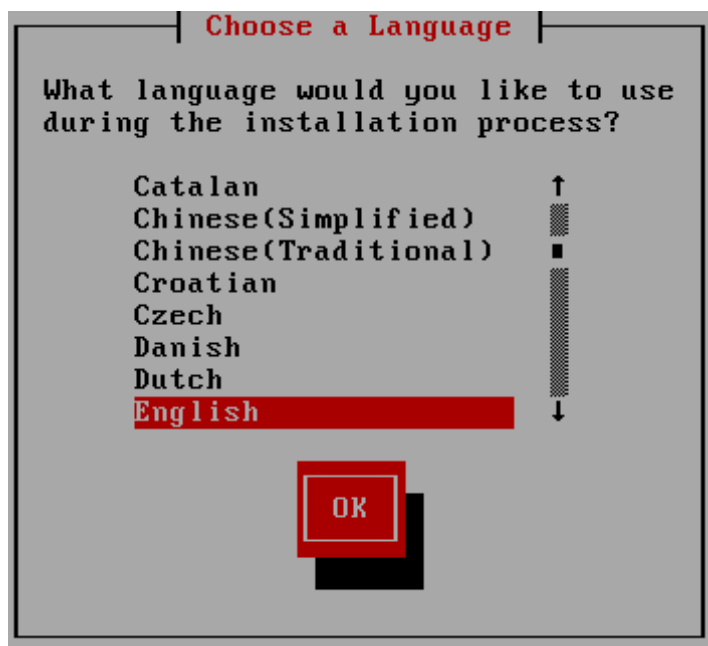 Choose a Language
What language would you like to use
during the installation process?
Catalan ↑
Chinese(Simplified)
Chinese(Traditional)
Croatian
Czech
Danish
Dutch
English ↓
OK